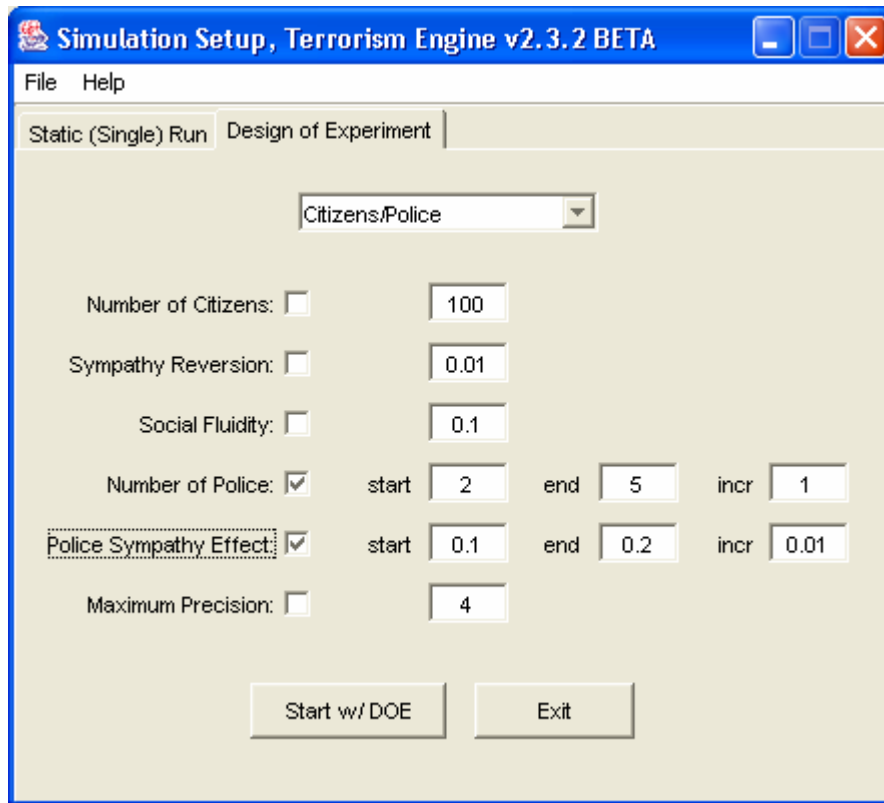 Simulation Setup, Terrorism Engine v2.3.2 BETA
File Help
Static (Single) Run Design of Experiment
Citizens/Police
Number of Citizens: 100
Sympathy Reversion: 0.01
Social Fluidity: 0.1
Number of Police: start 2 end 5 incr 1
Police Sympathy Effect: start 0.1 end 0.2 incr 0.01
Maximum Precision: 4
Start w/ DOE Exit